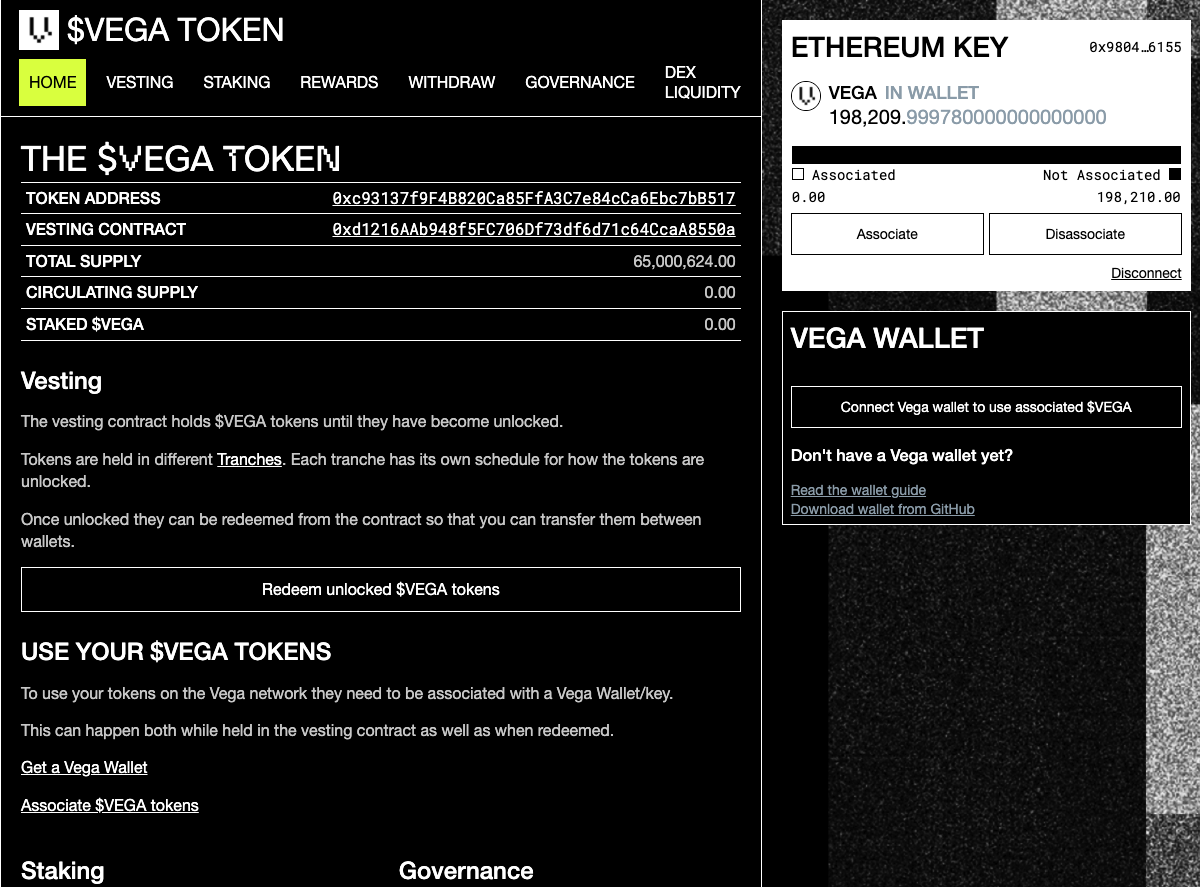 $VEGA TOKEN
HOME VESTING STAKING REWARDS WITHDRAW GOVERNANCE DEX LIQUIDITY
THE $VEGA TOKEN
TOKEN ADDRESS 0xc93137f9F4B820Ca85FfA3C7e84cCa6Ebc7bB517
VESTING CONTRACT 0xd1216AAb948f5FC706Df73df6d71c64CcaA8550a
TOTAL SUPPLY 65,000,624.00
CIRCULATING SUPPLY 0.00
STAKED $VEGA 0.00
Vesting
The vesting contract holds $VEGA tokens until they have become unlocked.
Tokens are held in different Tranches. Each tranche has its own schedule for how the tokens are
unlocked.
Once unlocked they can be redeemed from the contract so that you can transfer them between
wallets.
Redeem unlocked $VEGA tokens
USE YOUR $VEGA TOKENS
To use your tokens on the Vega network they need to be associated with a Vega Wallet/key.
This can happen both while held in the vesting contract as well as when redeemed.
Get a Vega Wallet
Associate $VEGA tokens
Staking Governance
ETHEREUM KEY 0x9804…6155
VEGA IN WALLET
198,209.999780000000000000
Associated Not Associated
0.00 198,210.00
Associate Disassociate
Disconnect
VEGA WALLET
Connect Vega wallet to use associated $VEGA
Don't have a Vega wallet yet?
Read the wallet guide
Download wallet from GitHub